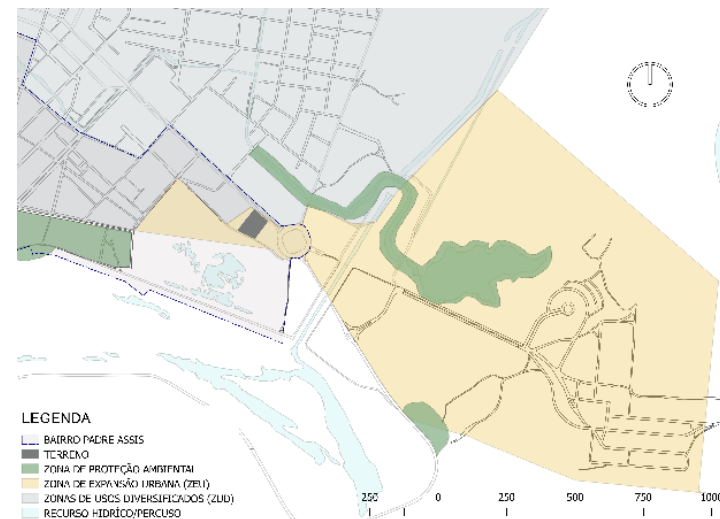 LEGENDA
BAIRRO PADRE ASSIS
TERRENO
ZONA DE PROTEÇÃO AMBIENTAL
ZONA DE EXPANSÃO URBANA (ZEU)
ZONAS DE USOS DIVERSIFICADOS (ZUD)
RECURSO HIDRÍCO/PERCUSO
250 0 250 500 750 1000